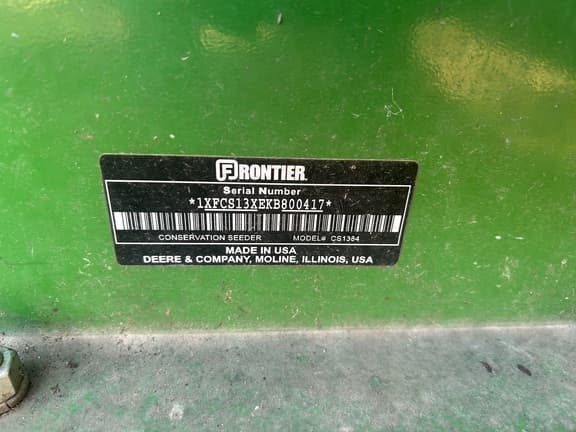 FRONTIER
Serial Number
*1XFCS13XEKB800417*
CONSERVATION SEEDER MODEL# CS1384
MADE IN USA
DEERE & COMPANY, MOLINE, ILLINOIS, USA